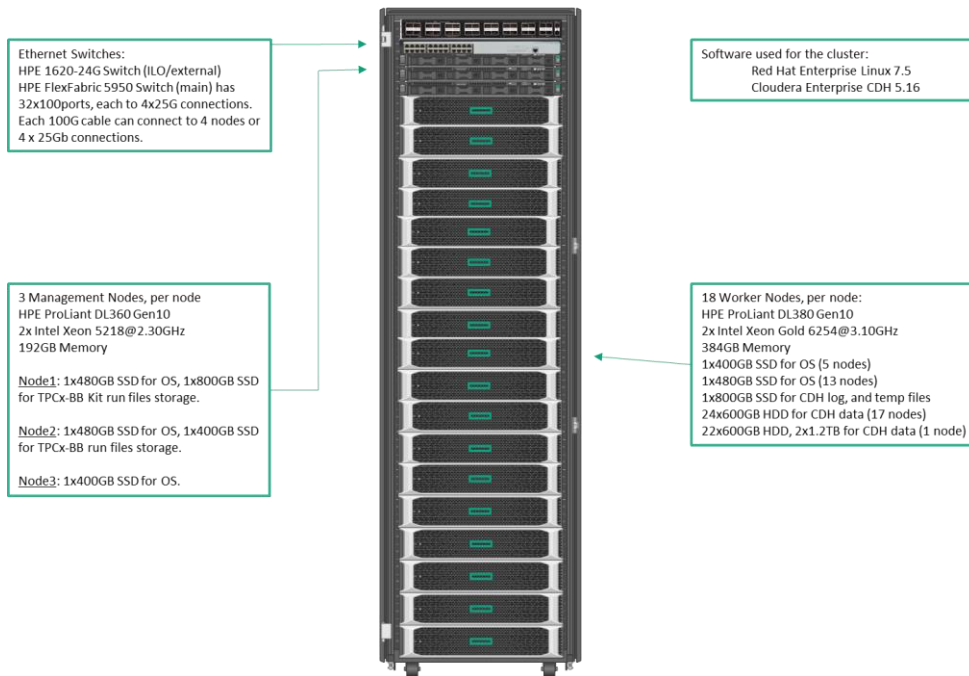 Ethernet Switches:
HPE 1620-24G Switch (ILO/external)
HPE FlexFabric 5950 Switch (main) has
32x100ports, each to 4x25G connections.
Each 100G cable can connect to 4 nodes or
4 x 25Gb connections.
Software used for the cluster:
Red Hat Enterprise Linux 7.5
Cloudera Enterprise CDH 5.16
3 Management Nodes, per node
HPE ProLiant DL360 Gen10
2x Intel Xeon 5218@2.30GHz
192GB Memory
Node1: 1x480GB SSD for OS, 1x800GB SSD
for TPCx-BB Kit run files storage.
Node2: 1x480GB SSD for OS, 1x400GB SSD
for TPCx-BB run files storage.
Node3: 1x400GB SSD for OS.
18 Worker Nodes, per node:
HPE ProLiant DL380 Gen10
2x Intel Xeon Gold 6254@3.10GHz
384GB Memory
1x400GB SSD for OS (5 nodes)
1x480GB SSD for OS (13 nodes)
1x800GB SSD for CDH log, and temp files
24x600GB HDD for CDH data (17 nodes)
22x600GB HDD, 2x1.2TB for CDH data (1 node)